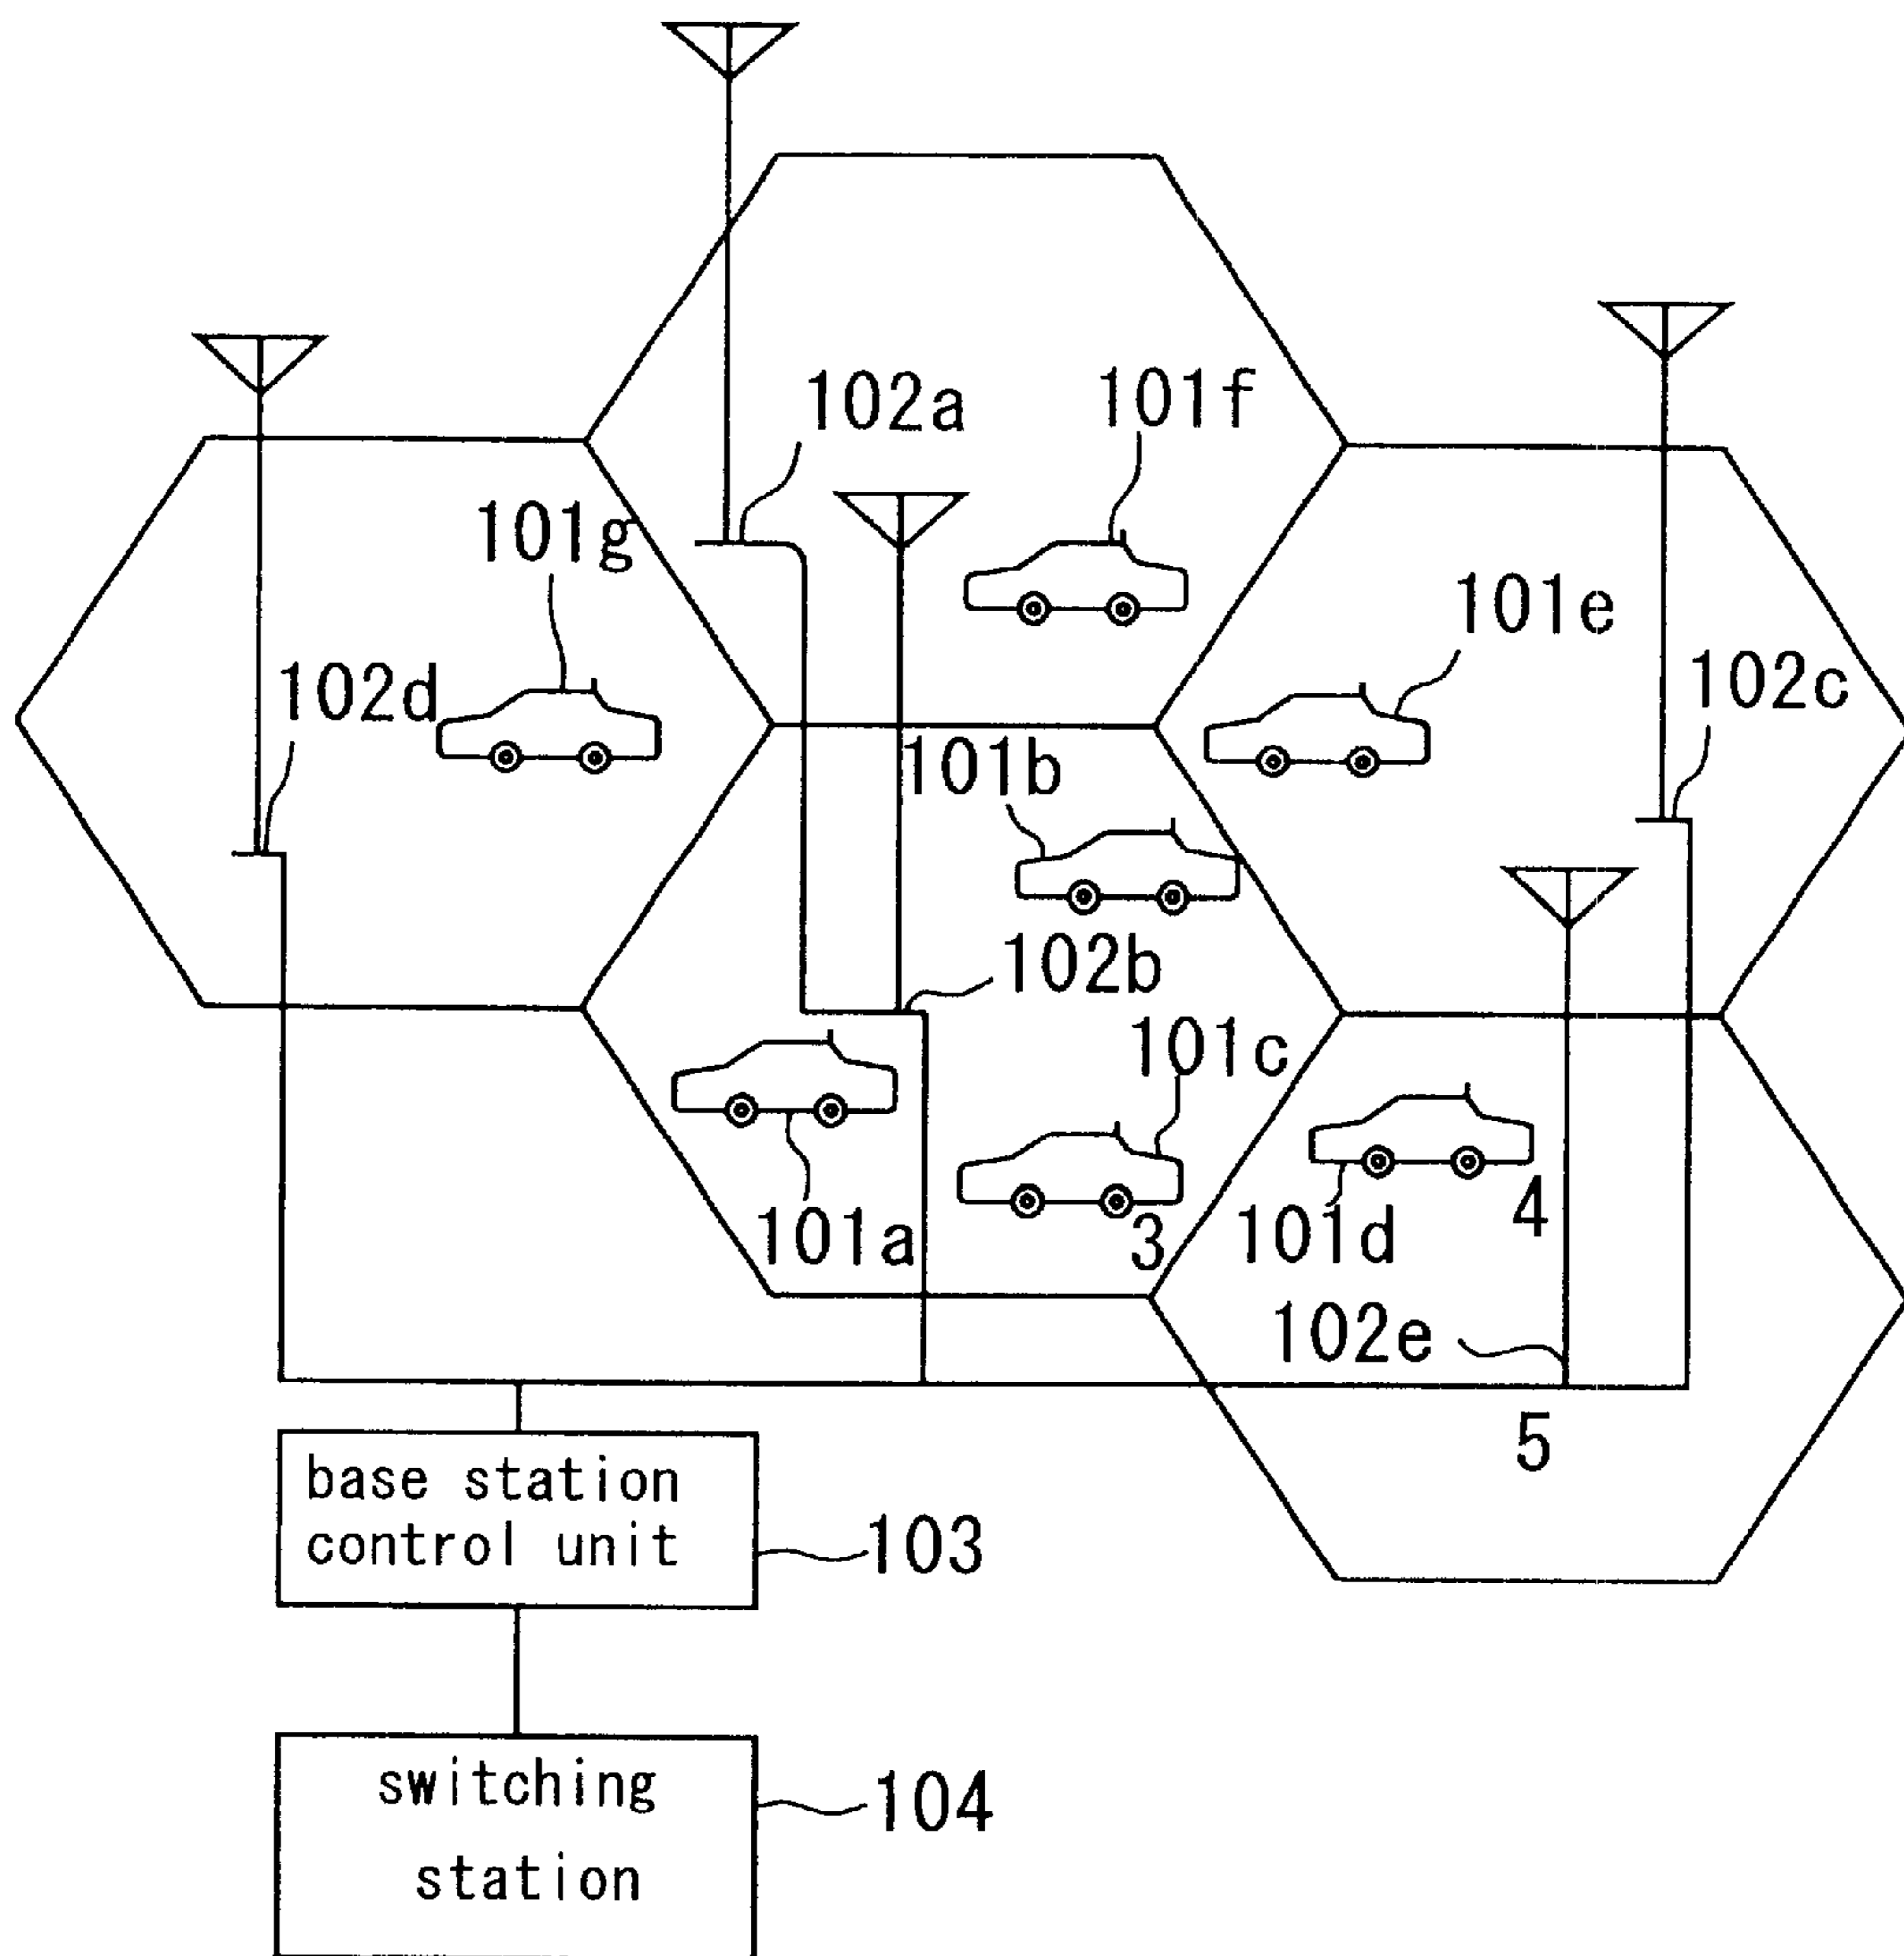 102a
101f
101g
101e
102d
102c
101b
102b
101c
101a
3
101d
4
102e
5
base station
control unit
103
switching
station
104